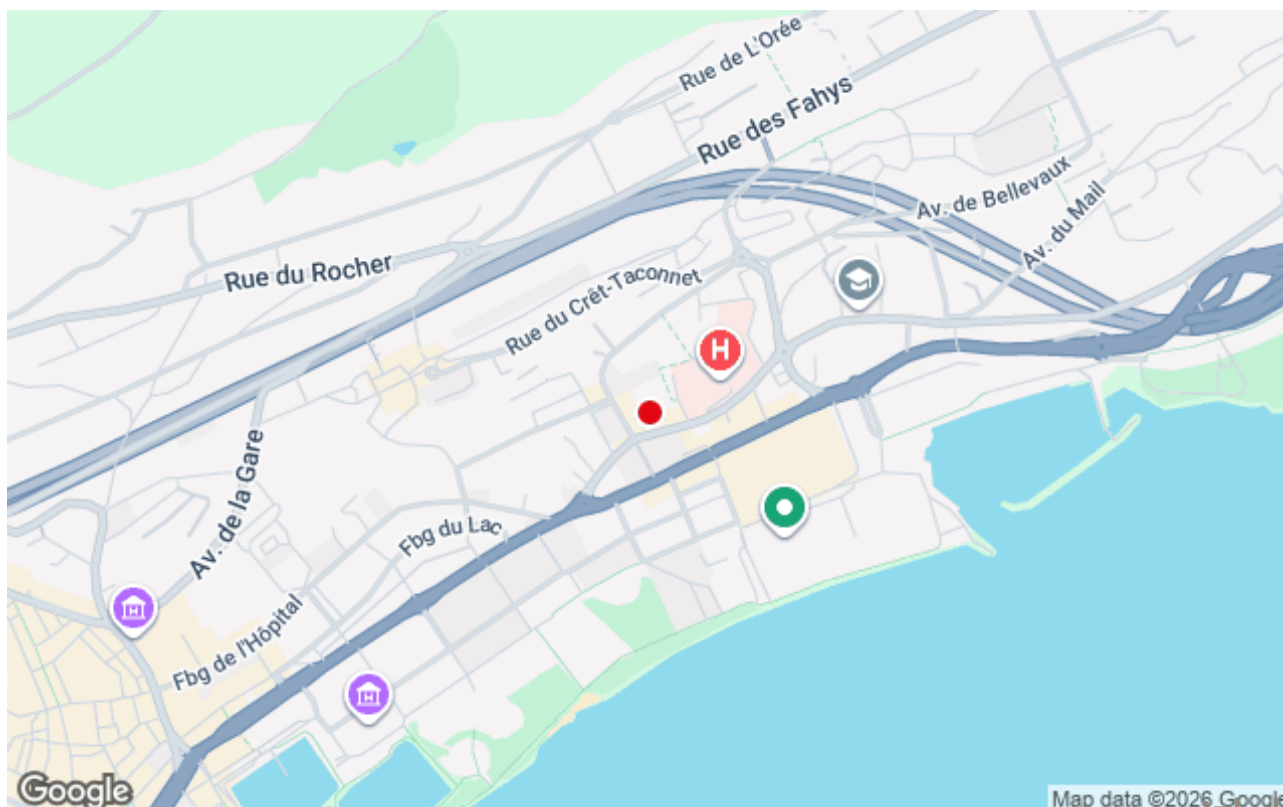 Rue de L'Orée
Rue des Fahys
Av. de Bellevaux
Av. du Mail
Rue du Rocher
Rue du Crêt-Taconnet
H
Av. de la Gare
Fbg du Lac
Fbg de l'Hôpital
Google
Map data ©2026 Google